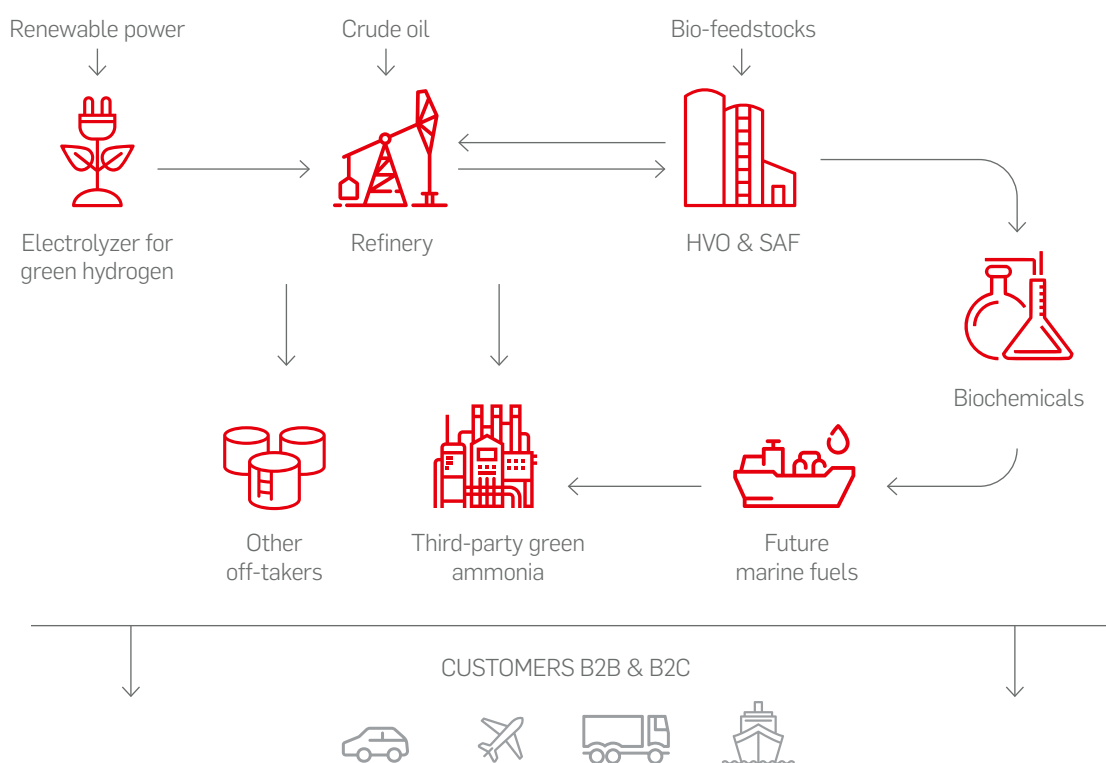 Renewable power
Crude oil
Bio-feedstocks
Electrolyzer for
green hydrogen
Refinery
HVO & SAF
Biochemicals
Other
off-takers
Third-party green
ammonia
Future
marine fuels
CUSTOMERS B2B & B2C